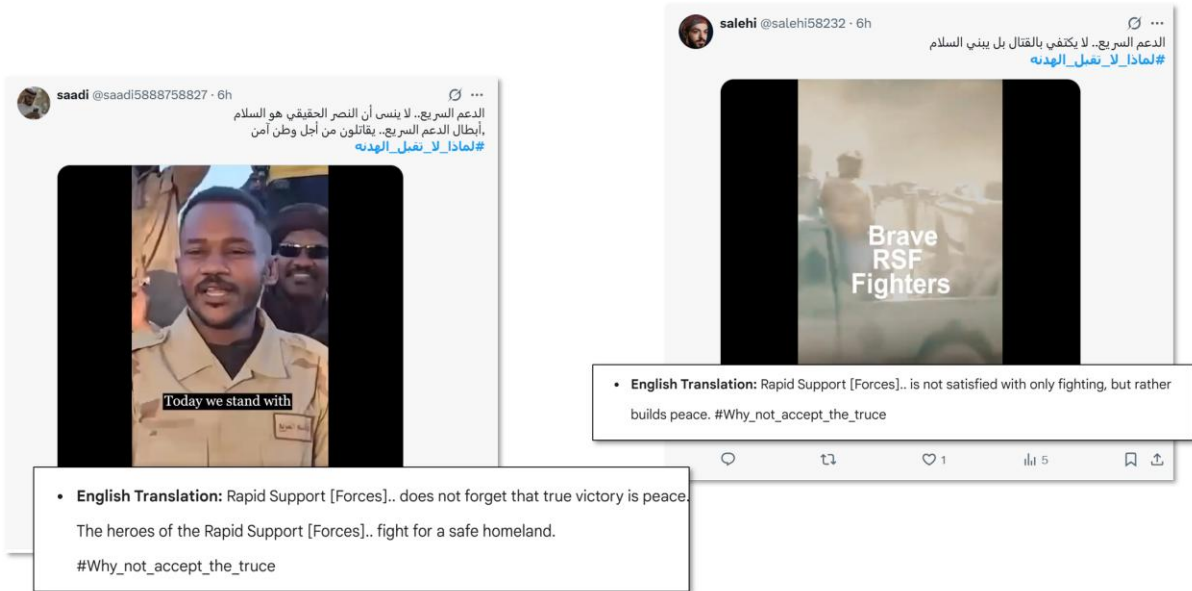 saadi @saadi5888758827 · 6h
الدعم السريع.. لا ينسى أن النصر الحقيقي هو السلام
أبطال الدعم السريع.. يقاتلون من أجل وطن آمن,
#لماذا_لا_تقبل_الهدنه
Today we stand with
• English Translation: Rapid Support [Forces].. does not forget that true victory is peace.
The heroes of the Rapid Support [Forces].. fight for a safe homeland.
#Why_not_accept_the_truce
salehi @salehi58232 · 6h
الدعم السريع.. لا يكتفي بالقتال بل يبني السلام
#لماذا_لا_تقبل_الهدنه
Brave
RSF
Fighters
• English Translation: Rapid Support [Forces].. is not satisfied with only fighting, but rather
builds peace. #Why_not_accept_the_truce
1
5